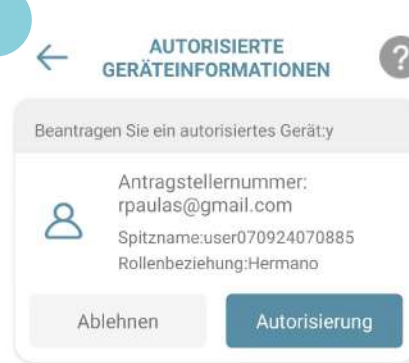 AUTORISIERTE
GERÄTEINFORMATIONEN
?
Beantragen Sie ein autorisiertes Gerät:y
Antragstellernummer:
rpaulas@gmail.com
Spitzname:user070924070885
Rollenbeziehung:Hermano
Ablehnen
Autorisierung